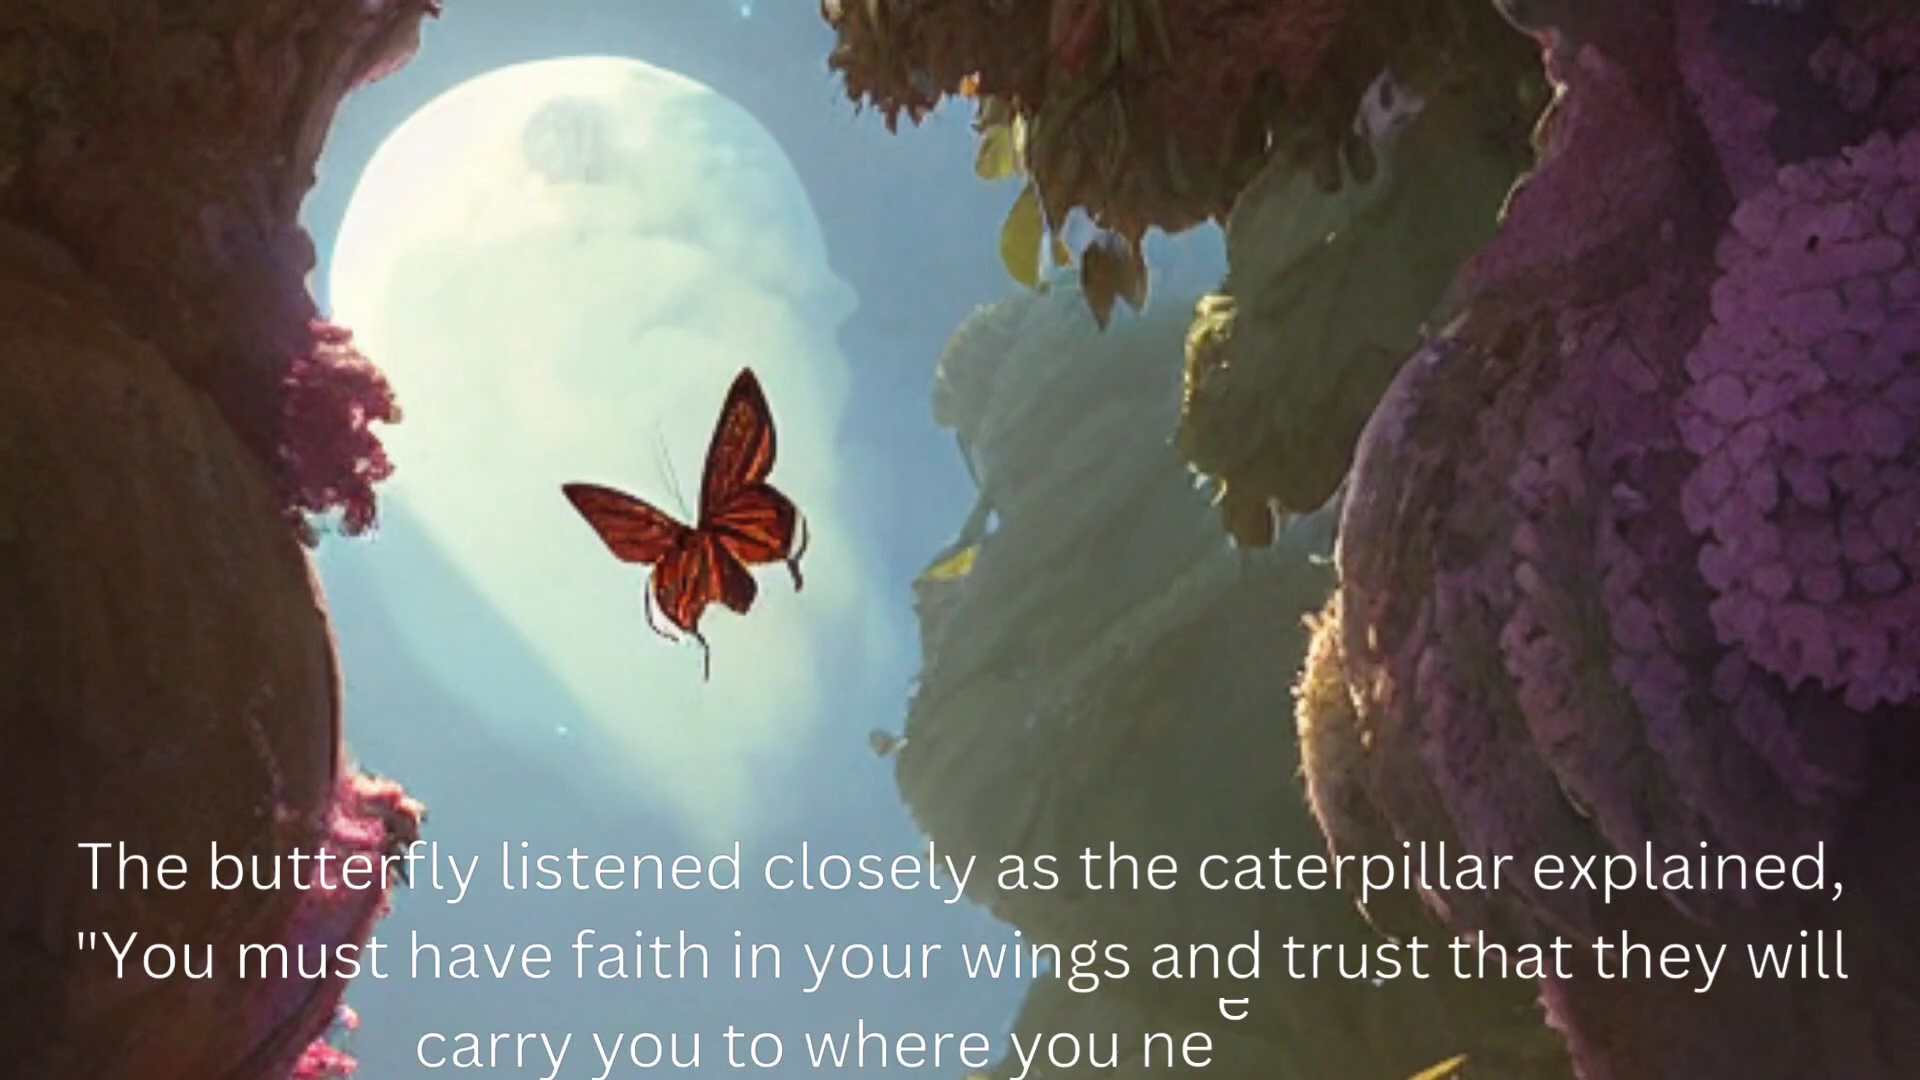 The butterfly listened closely as the caterpillar explained,
"You must have faith in your wings and trust that they will
carry you to where you nee